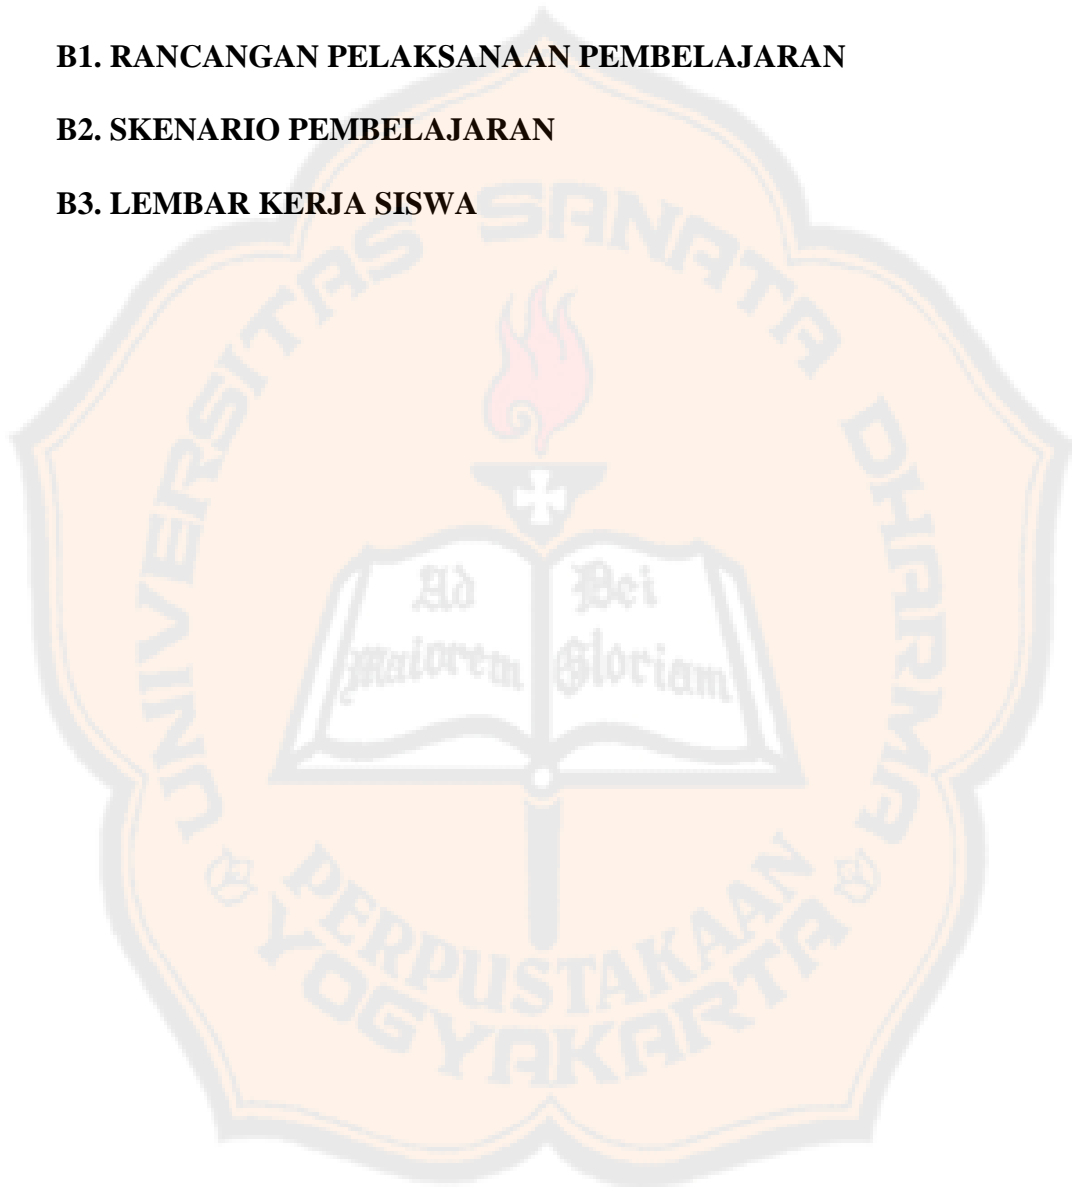 B1. RANCANGAN PELAKSANAAN PEMBELAJARAN
B2. SKENARIO PEMBELAJARAN
B3. LEMBAR KERJA SISWA
UNIVERSITAS SANATA DHARMA
Ad Dei
maiorem Gloriam
PERPUSTAKAAN
YOGYAKARTA